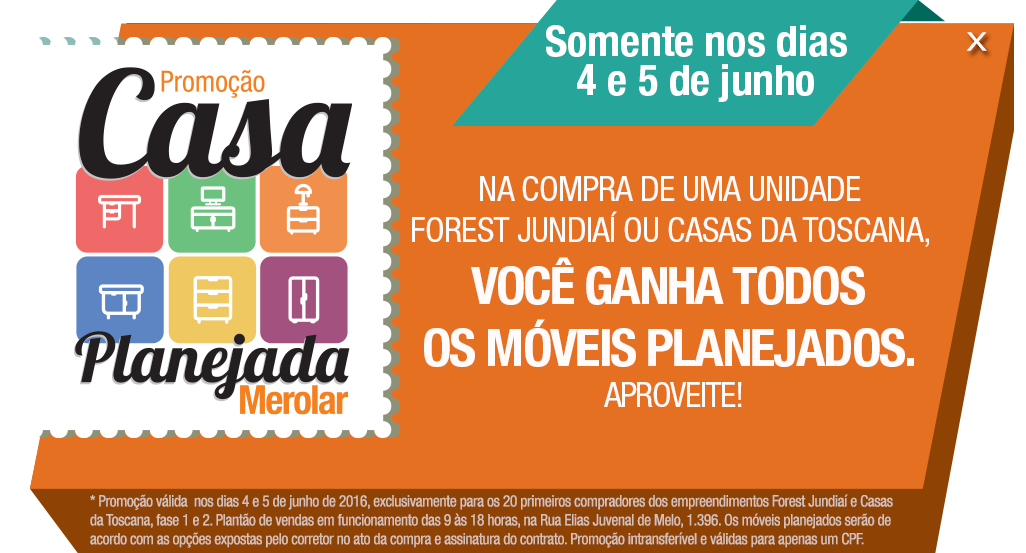 Somente nos dias
4 e 5 de junho
X
Promoção
Casa
Planejada
Merolar
NA COMPRA DE UMA UNIDADE
FOREST JUNDIAÍ OU CASAS DA TOSCANA,
VOCÊ GANHA TODOS
OS MÓVEIS PLANEJADOS.
APROVEITE!
* Promoção válida nos dias 4 e 5 de junho de 2016, exclusivamente para os 20 primeiros compradores dos empreendimentos Forest Jundiaí e Casas
da Toscana, fase 1 e 2. Plantão de vendas em funcionamento das 9 às 18 horas, na Rua Elias Juvenal de Melo, 1.396. Os móveis planejados serão de
acordo com as opções expostas pelo corretor no ato da compra e assinatura do contrato. Promoção intransferível e válidas para apenas um CPF.